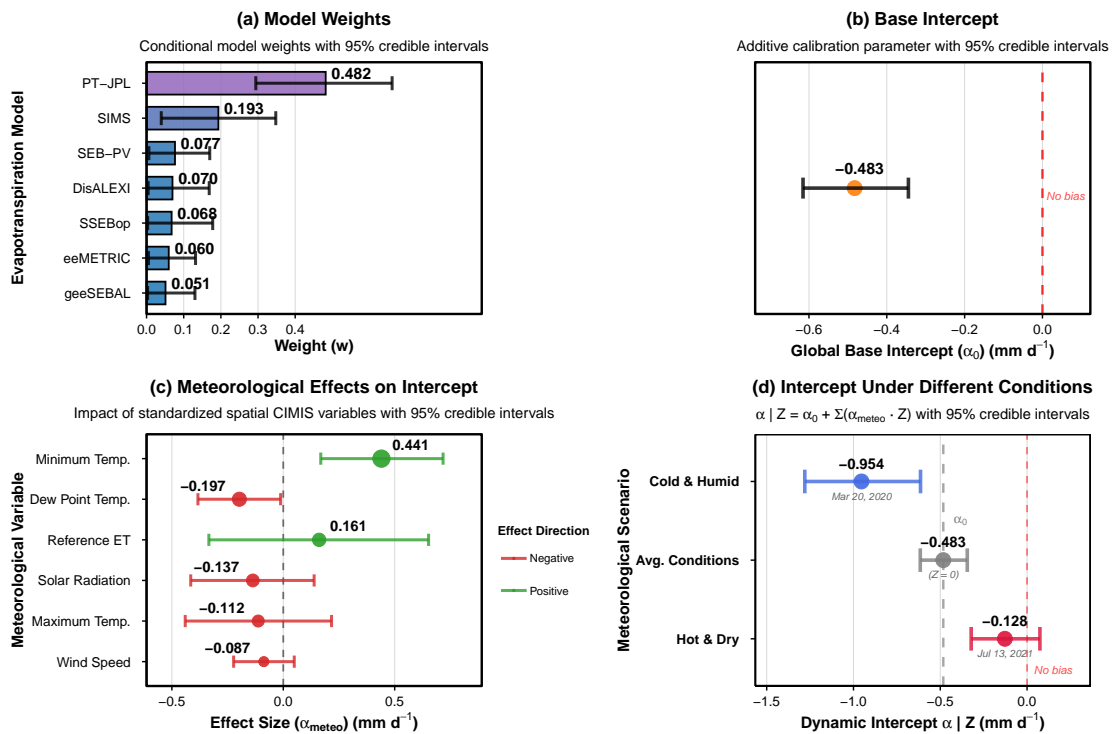 (a) Model Weights
Conditional model weights with 95% credible intervals
Evapotranspiration Model
PT−JPL
0.482
SIMS
0.193
SEB−PV
0.077
DisALEXI
0.070
SSEBop
0.068
eeMETRIC
0.060
geeSEBAL
0.051
0.0 0.1 0.2 0.3 0.4
Weight (w)
(b) Base Intercept
Additive calibration parameter with 95% credible intervals
−0.483
No bias
−0.6 −0.4 −0.2 0.0
Global Base Intercept (α₀) (mm d⁻¹)
(c) Meteorological Effects on Intercept
Impact of standardized spatial CIMIS variables with 95% credible intervals
Meteorological Variable
Minimum Temp.
0.441
Dew Point Temp.
−0.197
Reference ET
0.161
Solar Radiation
−0.137
Maximum Temp.
−0.112
Wind Speed
−0.087
−0.5 0.0 0.5
Effect Size (αmeteo) (mm d⁻¹)
Effect Direction
Negative
Positive
(d) Intercept Under Different Conditions
α | Z = α₀ + Σ(αmeteo · Z) with 95% credible intervals
Meteorological Scenario
Cold & Humid
−0.954
Mar 20, 2020
α₀
Avg. Conditions
−0.483
(Z = 0)
Hot & Dry
−0.128
Jul 13, 2021
No bias
−1.5 −1.0 −0.5 0.0
Dynamic Intercept α | Z (mm d⁻¹)